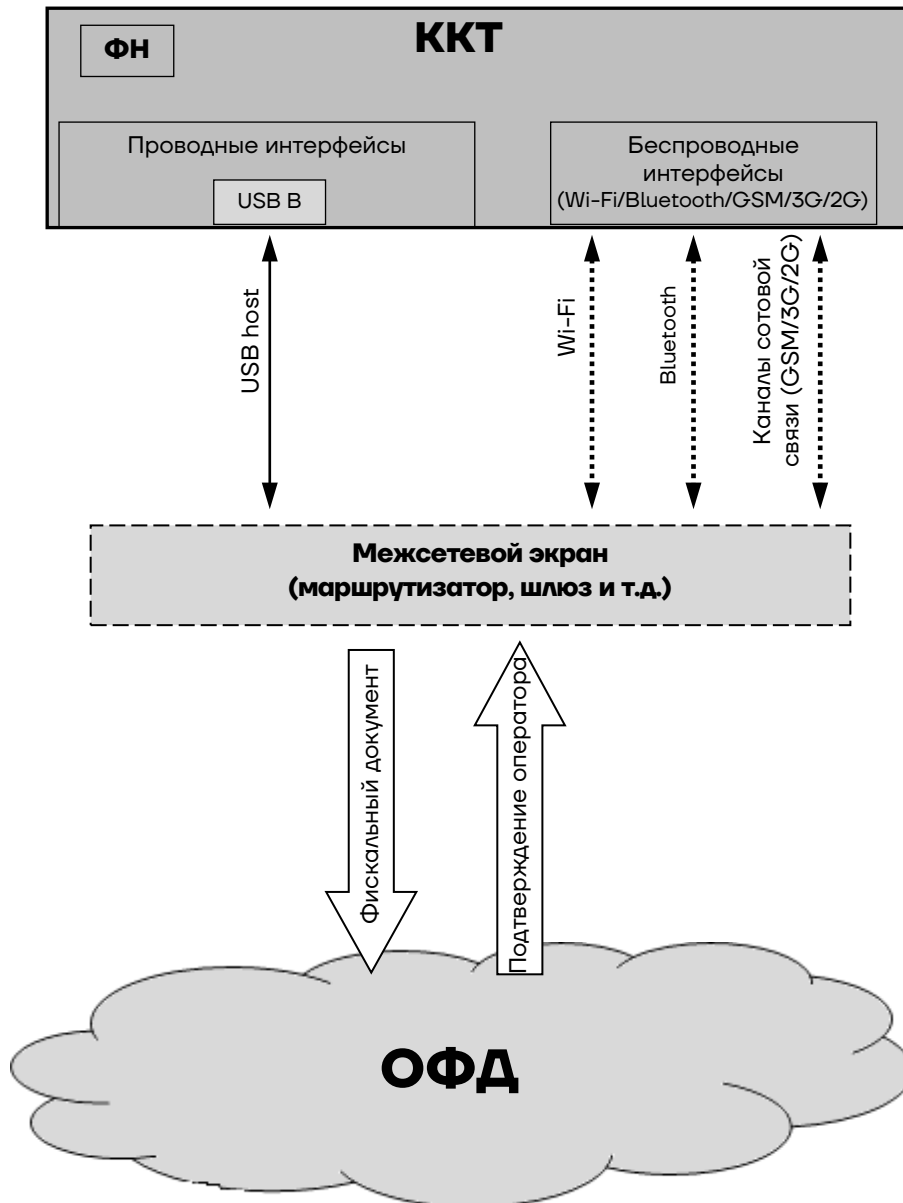 ККТ
ФН
Проводные интерфейсы
USB B
Беспроводные
интерфейсы
(Wi-Fi/Bluetooth/GSM/3G/2G)
USB host
Wi-Fi
Bluetooth
Каналы сотовой
связи (GSM/3G/2G)
Межсетевой экран
(маршрутизатор, шлюз и т.д.)
Фискальный документ
Подтверждение оператора
ОФД